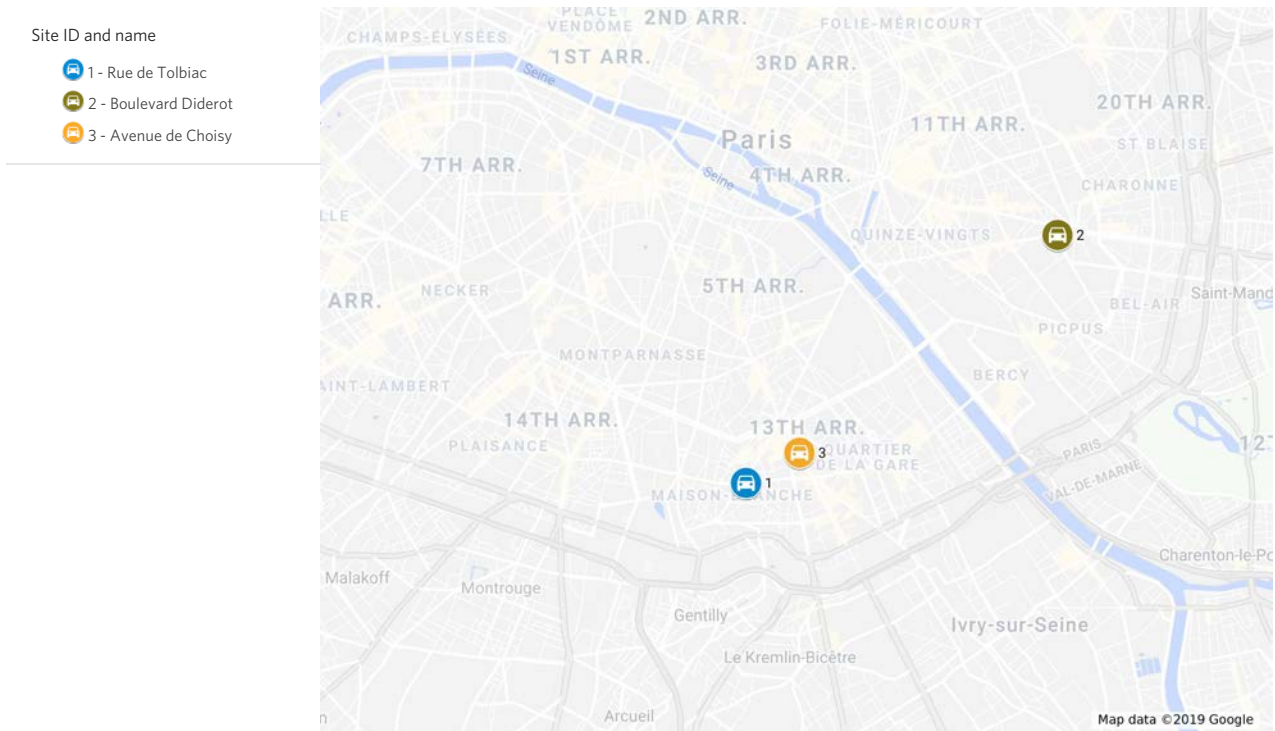 Site ID and name
1 - Rue de Tolbiac
2 - Boulevard Diderot
3 - Avenue de Choisy
PLACE
VENDÔME
2ND ARR.
FOLIE-MÉRICOURT
CHAMPS-ÉLYSÉES
1ST ARR.
3RD ARR.
Seine
20TH ARR.
11TH ARR.
Paris
ST BLAISE
7TH ARR.
Seine
4TH ARR.
CHARONNE
LLE
QUINZE-VINGTS
2
5TH ARR.
NECKER
ARR.
Saint-Mand
BEL-AIR
PICPUS
MONTPARNASSE
BERCY
AINT-LAMBERT
14TH ARR.
13TH ARR.
PLAISANCE
3
QUARTIER
DE LA GARE
PARIS
VAL-DE-MARNE
12T
1
MAISON-BLANCHE
Charenton-le-Po
Malakoff
Montrouge
Gentilly
Ivry-sur-Seine
Le Kremlin-Bicêtre
Arcueil
n
Map data ©2019 Google